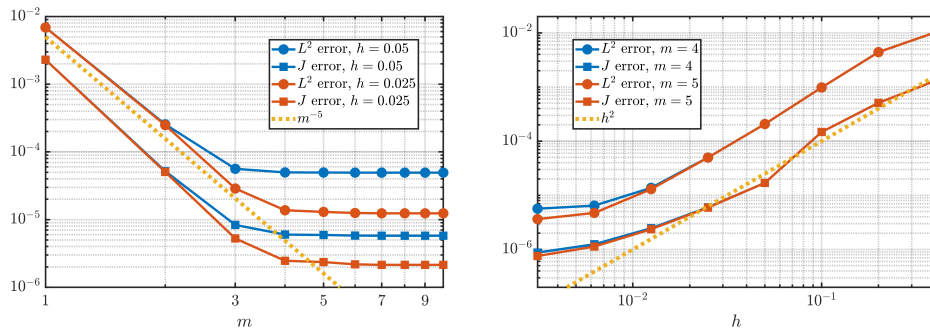 10^{-2}
10^{-3}
10^{-4}
10^{-5}
10^{-6}
L^2 error, h = 0.05
J error, h = 0.05
L^2 error, h = 0.025
J error, h = 0.025
m^{-5}
1 3 5 7 9
m
10^{-2}
10^{-4}
10^{-6}
L^2 error, m = 4
J error, m = 4
L^2 error, m = 5
J error, m = 5
h^2
10^{-2} 10^{-1}
h